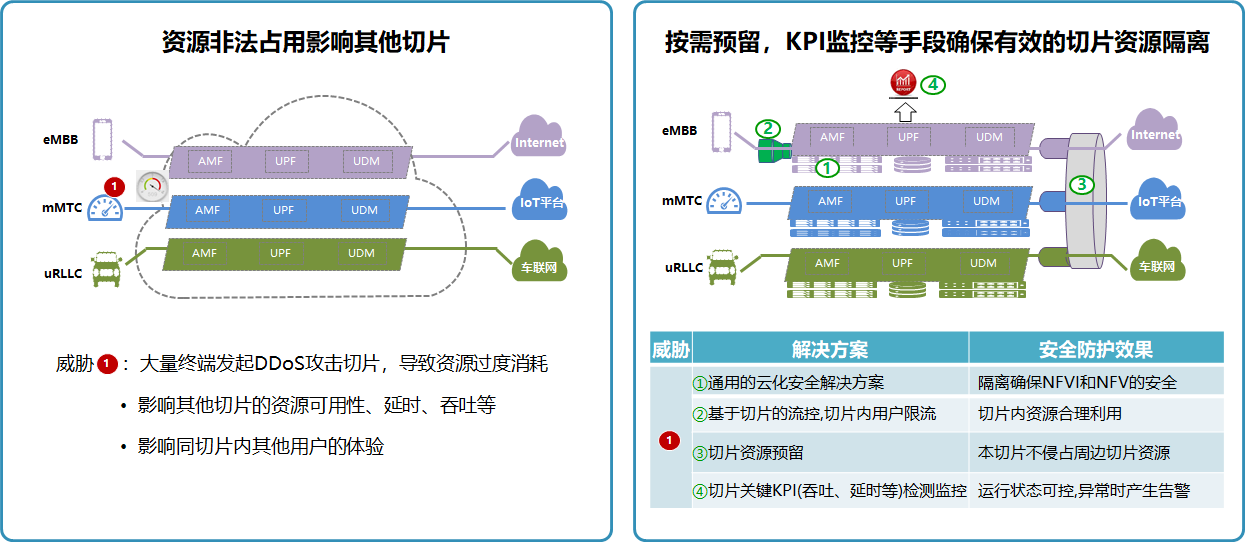 资源非法占用影响其他切片
eMBB
AMF
UPF
UDM
Internet
1
mMTC
AMF
UPF
UDM
IoT平台
uRLLC
AMF
UPF
UDM
车联网
威胁 1 ：大量终端发起DDoS攻击切片，导致资源过度消耗
• 影响其他切片的资源可用性、延时、吞吐等
• 影响同切片内其他用户的体验
按需预留，KPI监控等手段确保有效的切片资源隔离
REPORT
④
eMBB
②
AMF
UPF
UDM
Internet
①
③
mMTC
AMF
UPF
UDM
IoT平台
uRLLC
AMF
UPF
UDM
车联网
威胁 解决方案 安全防护效果
1
①通用的云化安全解决方案 隔离确保NFVI和NFV的安全
②基于切片的流控,切片内用户限流 切片内资源合理利用
③切片资源预留 本切片不侵占周边切片资源
④切片关键KPI(吞吐、延时等)检测监控 运行状态可控,异常时产生告警